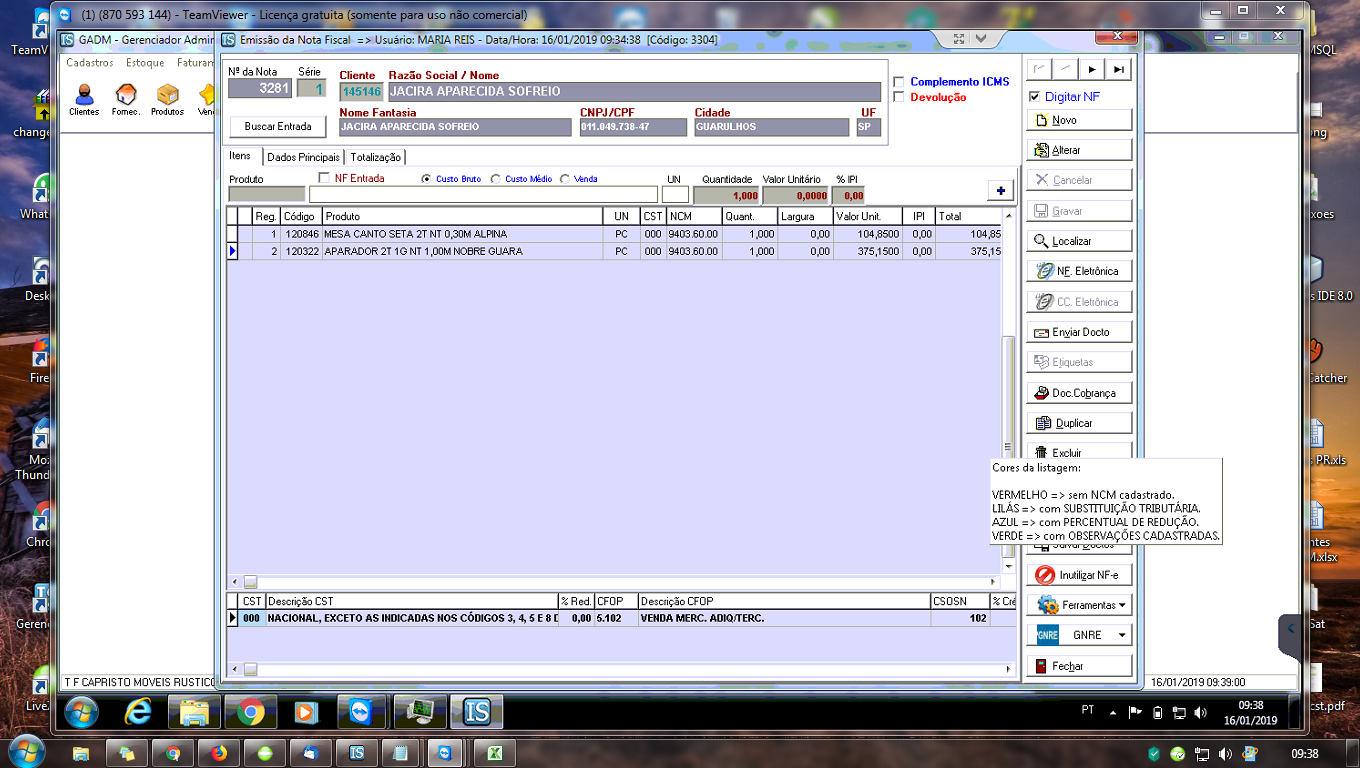 (1) (870 593 144) - TeamViewer - Licença gratuita (somente para uso não comercial)
GADM - Gerenciador Admin
Emissão da Nota Fiscal => Usuário: MARIA REIS - Data/Hora: 16/01/2019 09:34:38 [Código: 3304]
Cadastros Estoque Faturam
Clientes Fornec. Produtos Ven
Nº da Nota Série Cliente Razão Social / Nome
3281 1 145146 JACIRA APARECIDA SOFREIO
Nome Fantasia CNPJ/CPF Cidade UF
Buscar Entrada JACIRA APARECIDA SOFREIO 011.049.738-47 GUARULHOS SP
Complemento ICMS
Devolução
Digitar NF
Itens Dados Principais Totalização
Produto NF Entrada Custo Bruto Custo Médio Venda UN Quantidade Valor Unitário % IPI
1,000 0,0000 0,00
Reg. Código Produto UN CST NCM Quant. Largura Valor Unit. IPI Total
1 120846 MESA CANTO SETA 2T NT 0,30M ALPINA PC 000 9403.60.00 1,000 0,00 104,8500 0,00 104,85
2 120322 APARADOR 2T 1G NT 1,00M NOBRE GUARA PC 000 9403.60.00 1,000 0,00 375,1500 0,00 375,15
Novo
Alterar
Cancelar
Gravar
Localizar
NF. Eletrônica
CC. Eletrônica
Enviar Docto
Etiquetas
Doc.Cobrança
Duplicar
Excluir
Cores da listagem:
VERMELHO => sem NCM cadastrado.
LILÁS => com SUBSTITUIÇÃO TRIBUTÁRIA.
AZUL => com PERCENTUAL DE REDUÇÃO.
VERDE => com OBSERVAÇÕES CADASTRADAS.
Inutilizar NF-e
Ferramentas
GNRE GNRE
Fechar
CST Descrição CST % Red. CFOP Descrição CFOP CSOSN % Cré
000 NACIONAL, EXCETO AS INDICADAS NOS CÓDIGOS 3, 4, 5 E 8 D 0,00 5.102 VENDA MERC. ADIQ/TERC. 102
T F CAPRISTO MOVEIS RUSTICO
16/01/2019 09:39:00
TeamV
change
What
Desk
Fire
Moz
Thund
Chro
Geren
Live
MySQL
ong
xoes
s IDE 8.0
Catcher
s PR.xls
ntes
M.xlsx
Sat
cst.pdf
IS
PT 09:38
16/01/2019
IS
09:38